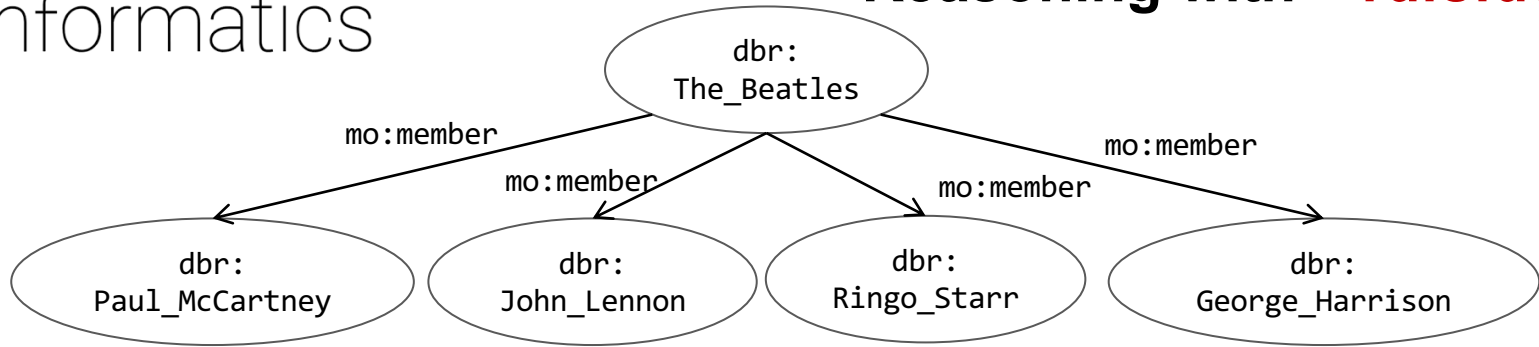 nformatics
dbr:
The_Beatles
mo:member
mo:member
mo:member
mo:member
dbr:
Paul_McCartney
dbr:
John_Lennon
dbr:
Ringo_Starr
dbr:
George_Harrison